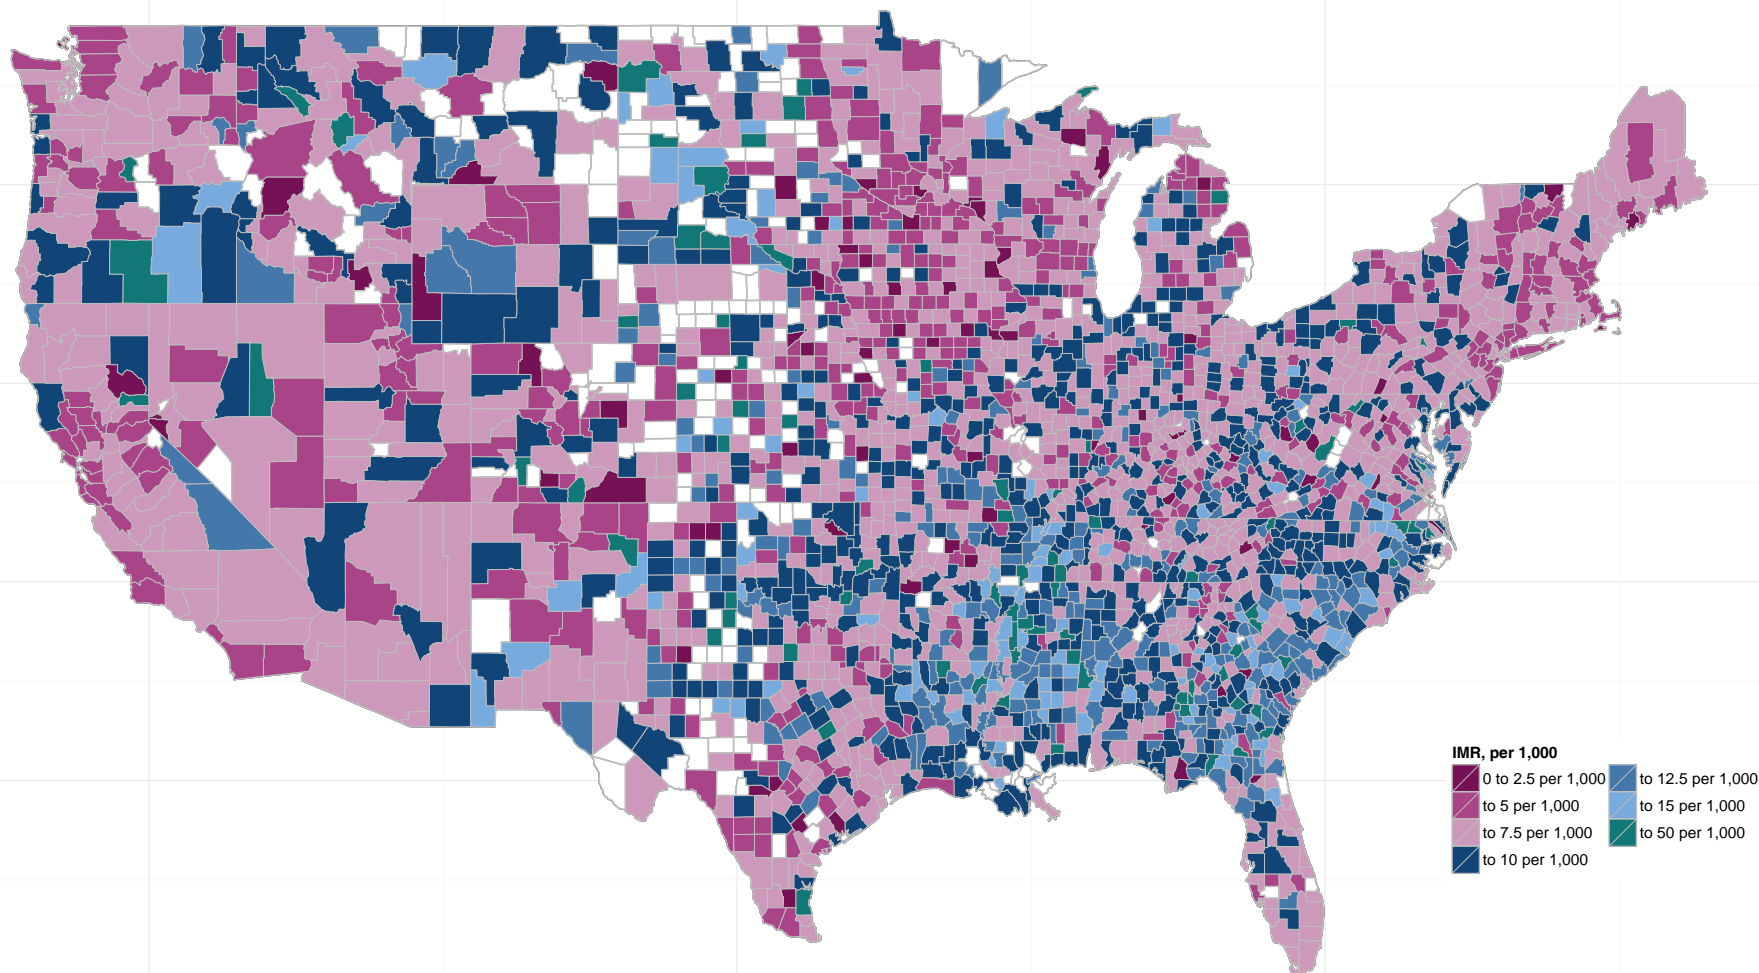 IMR, per 1,000
0 to 2.5 per 1,000
to 5 per 1,000
to 7.5 per 1,000
to 10 per 1,000
to 12.5 per 1,000
to 15 per 1,000
to 50 per 1,000